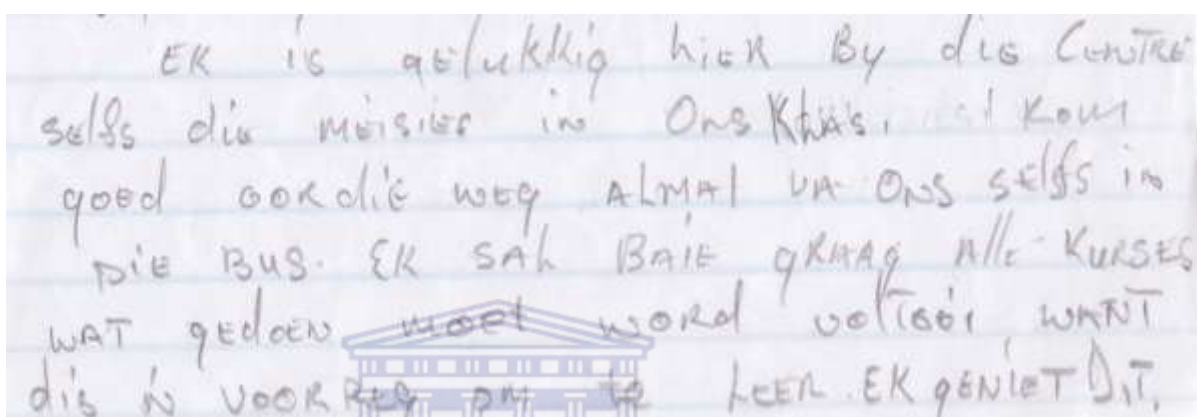 EK is gelukkig hiER By die CENTRE
selfs die MEISIES in ONS KlAS. KOM
goed OOR diE WEg ALMAl VA ONS sElfs in
DiE BUS. EK SAL BAIE gRAAg AllE KURSES
WAT gEdOEN moet WORd voltooi WANT
dis 'n VOORREg OM TE LEER. EK gENIET DiT.